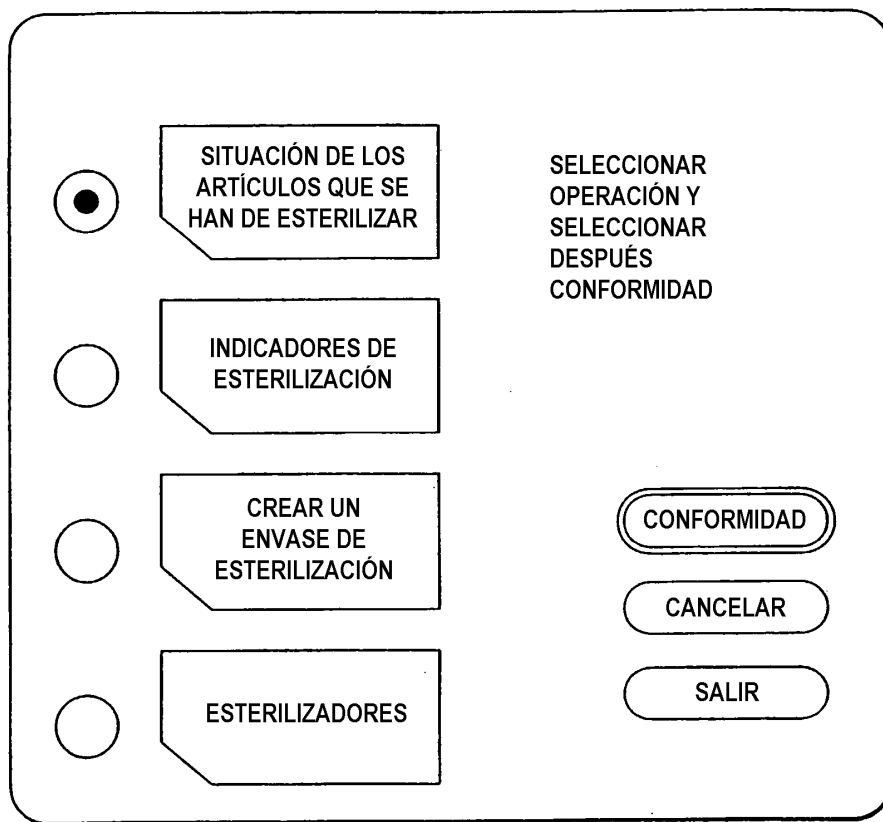 SITUACIÓN DE LOS
ARTÍCULOS QUE SE
HAN DE ESTERILIZAR
SELECCIONAR
OPERACIÓN Y
SELECCIONAR
DESPUÉS
CONFORMIDAD
INDICADORES DE
ESTERILIZACIÓN
CREAR UN
ENVASE DE
ESTERILIZACIÓN
ESTERILIZADORES
CONFORMIDAD
CANCELAR
SALIR